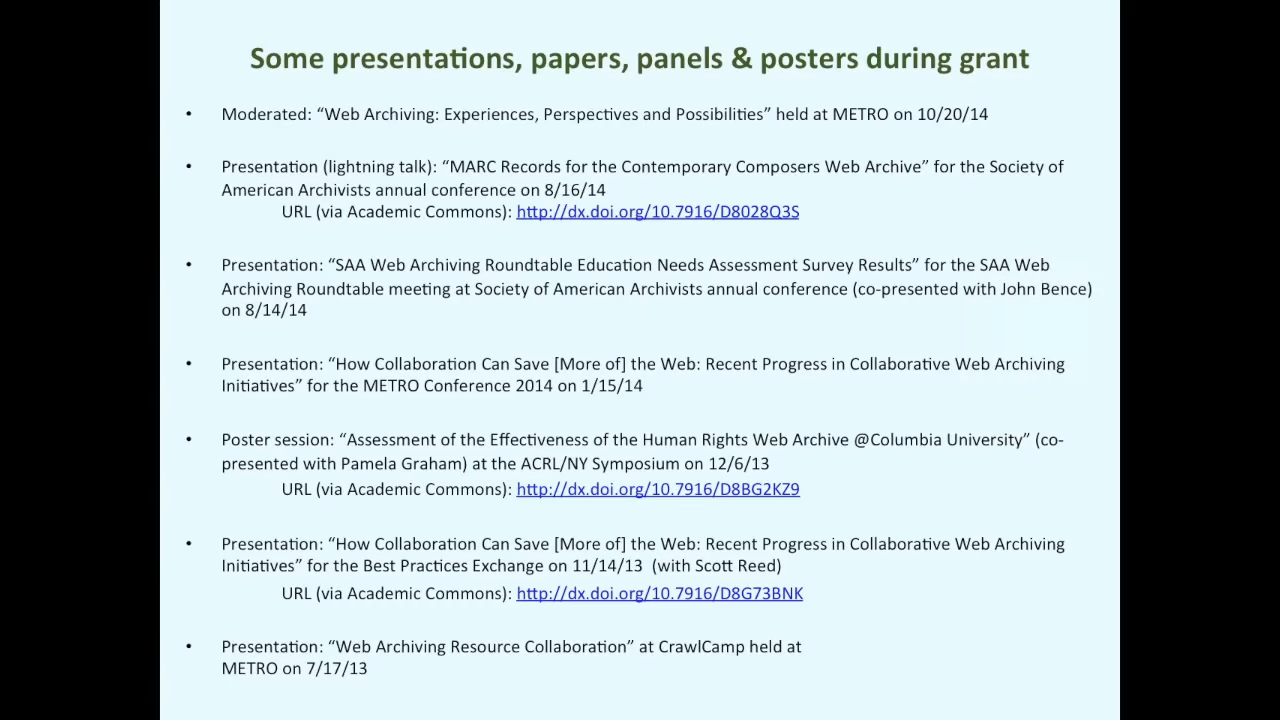 Some presentations, papers, panels & posters during grant
• Moderated: “Web Archiving: Experiences, Perspectives and Possibilities” held at METRO on 10/20/14
• Presentation (lightning talk): “MARC Records for the Contemporary Composers Web Archive” for the Society of
American Archivists annual conference on 8/16/14
URL (via Academic Commons): http://dx.doi.org/10.7916/D8028Q3S
• Presentation: “SAA Web Archiving Roundtable Education Needs Assessment Survey Results” for the SAA Web
Archiving Roundtable meeting at Society of American Archivists annual conference (co-presented with John Bence)
on 8/14/14
• Presentation: “How Collaboration Can Save [More of] the Web: Recent Progress in Collaborative Web Archiving
Initiatives” for the METRO Conference 2014 on 1/15/14
• Poster session: “Assessment of the Effectiveness of the Human Rights Web Archive @Columbia University” (co-
presented with Pamela Graham) at the ACRL/NY Symposium on 12/6/13
URL (via Academic Commons): http://dx.doi.org/10.7916/D8BG2KZ9
• Presentation: “How Collaboration Can Save [More of] the Web: Recent Progress in Collaborative Web Archiving
Initiatives” for the Best Practices Exchange on 11/14/13 (with Scott Reed)
URL (via Academic Commons): http://dx.doi.org/10.7916/D8G73BNK
• Presentation: “Web Archiving Resource Collaboration” at CrawlCamp held at
METRO on 7/17/13